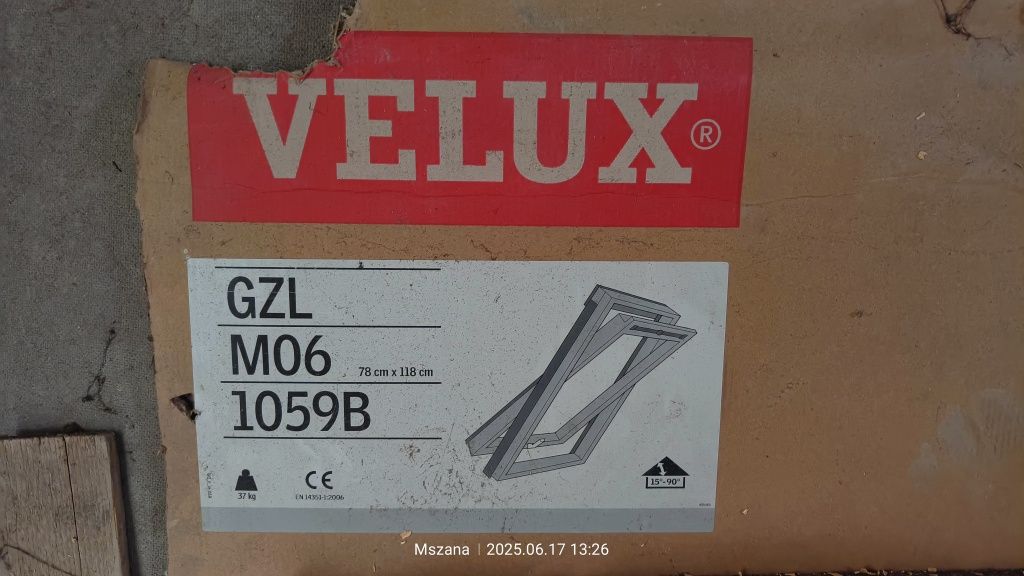 VELUX®
GZL
M06 78 cm x 118 cm
1059B
37 kg
CE
EN 14351-1:2006
15°-90°
Mszana | 2025.06.17 13:26